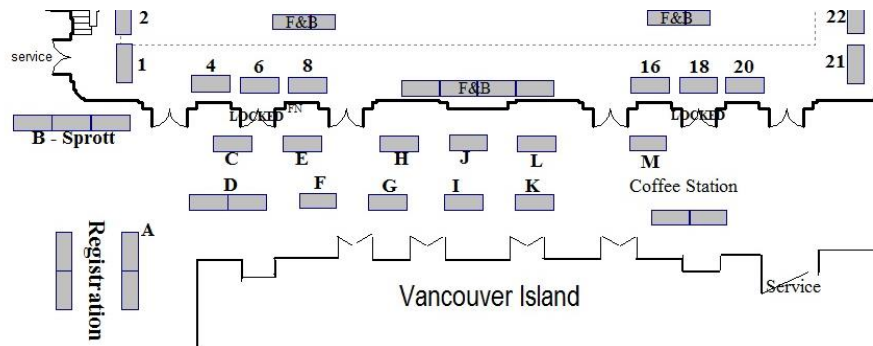 2
F&B
F&B
22
service
1
4
6
8
F&B
16
18
20
21
LOCKED
FN
LOCKED
B - Sprott
C
E
H
J
L
M
D
F
G
I
K
Coffee Station
A
Registration
Vancouver Island
Service